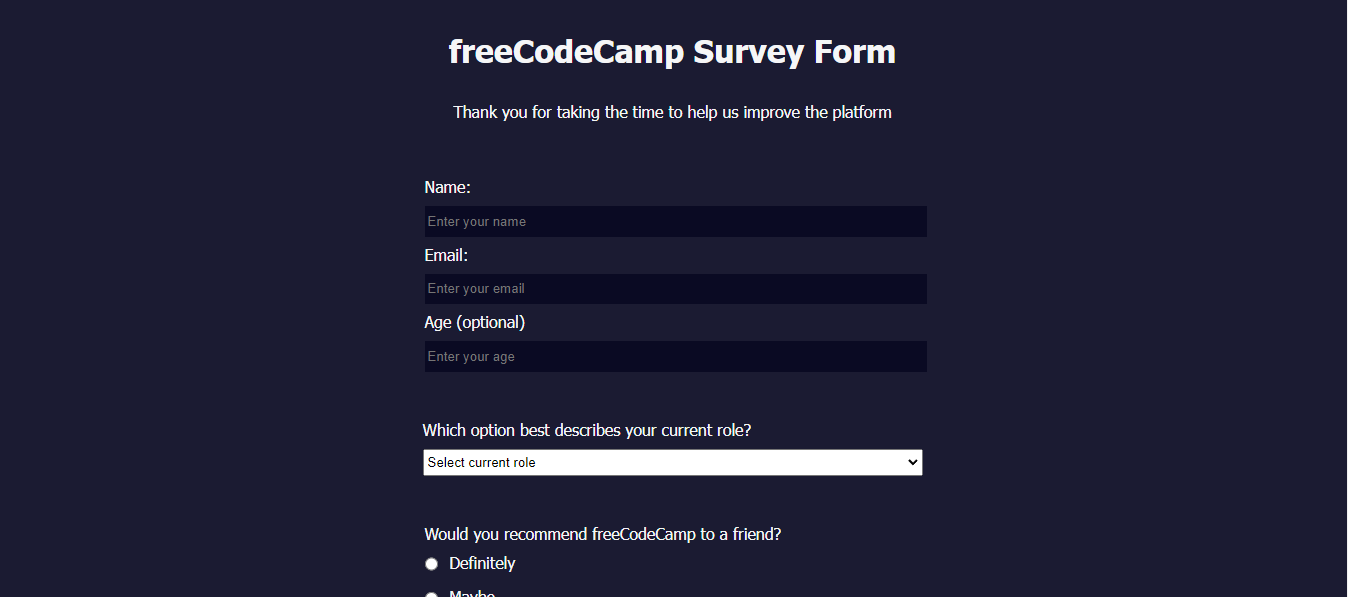 freeCodeCamp Survey Form
Thank you for taking the time to help us improve the platform
Name:
Enter your name
Email:
Enter your email
Age (optional)
Enter your age
Which option best describes your current role?
Select current role
Would you recommend freeCodeCamp to a friend?
Definitely
Maybe